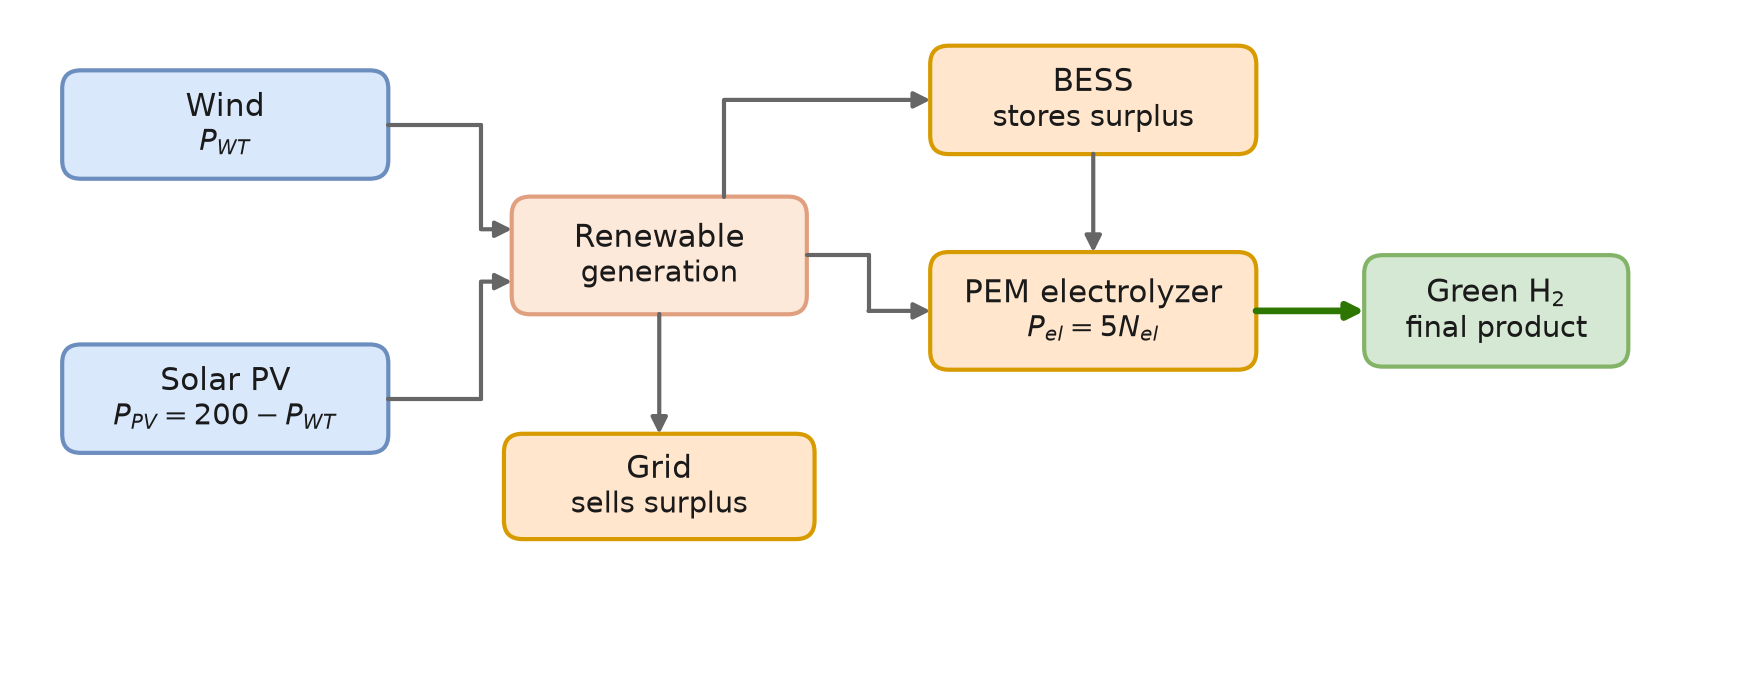 Wind
P_WT
Solar PV
P_PV = 200 − P_WT
Renewable
generation
Grid
sells surplus
BESS
stores surplus
PEM electrolyzer
P_el = 5N_el
Green H₂
final product